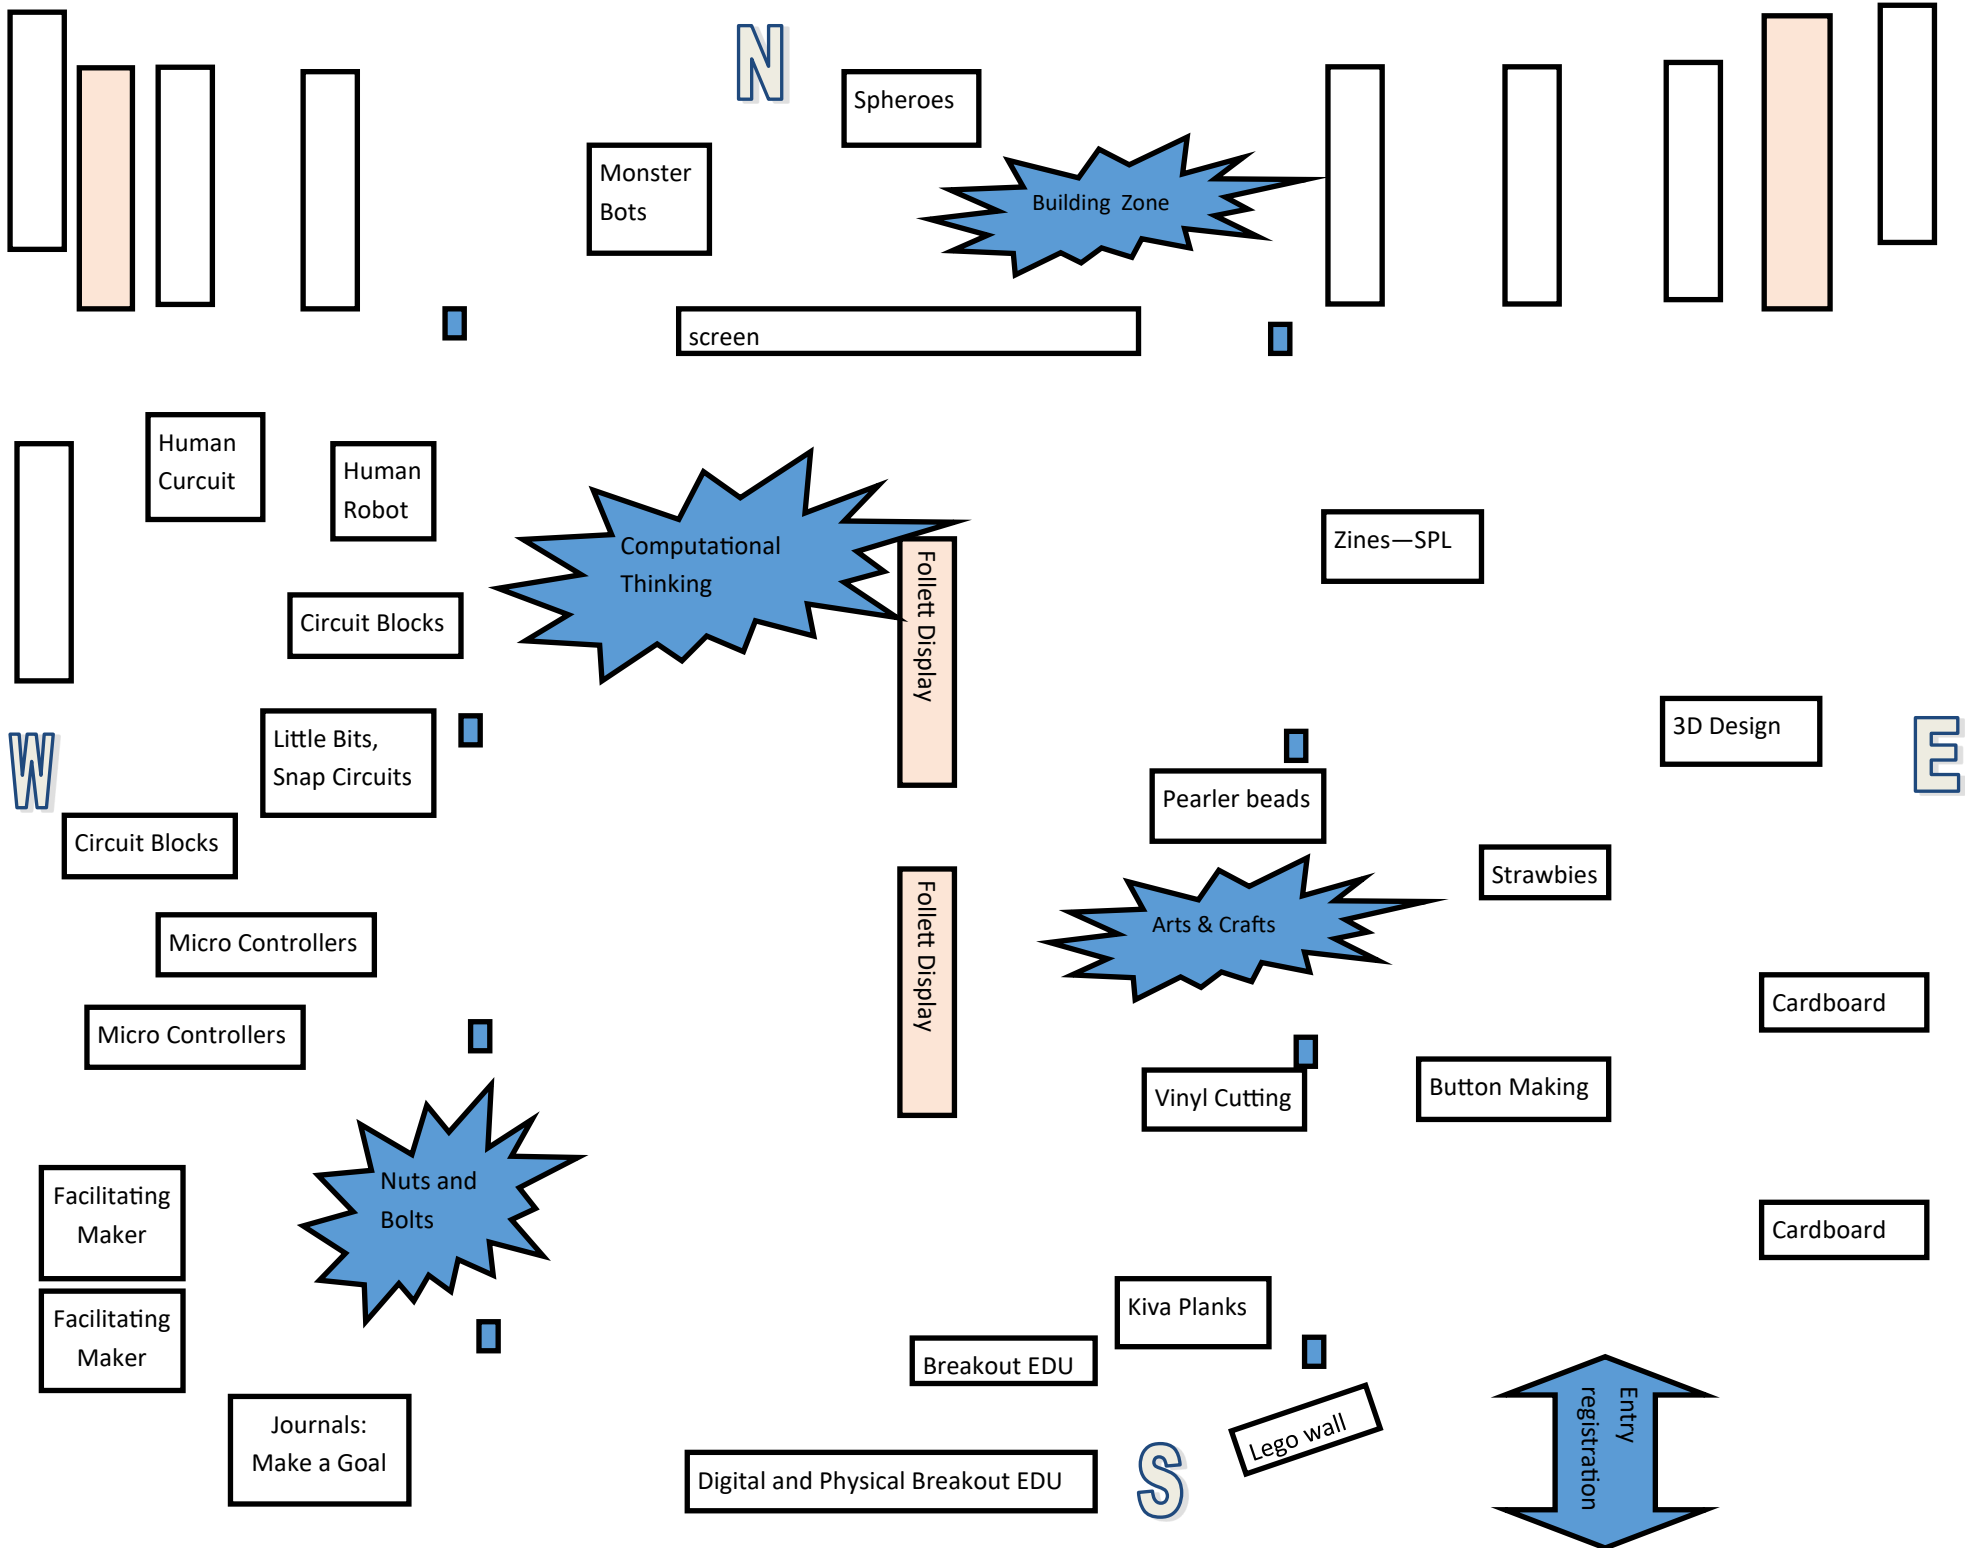 N
Spheroes
Monster
Bots
Building  Zone
screen
Human
Curcuit
Human
Robot
Computational
Thinking
Follett Display
Zines—SPL
Circuit Blocks
W
Little Bits,
Snap Circuits
3D Design
E
Pearler beads
Circuit Blocks
Strawbies
Follett Display
Arts & Crafts
Micro Controllers
Cardboard
Micro Controllers
Vinyl Cutting
Button Making
Nuts and
Bolts
Facilitating
Maker
Cardboard
Facilitating
Maker
Kiva Planks
Breakout EDU
Journals:
Make a Goal
Lego wall
Entry
registration
Digital and Physical Breakout EDU
S